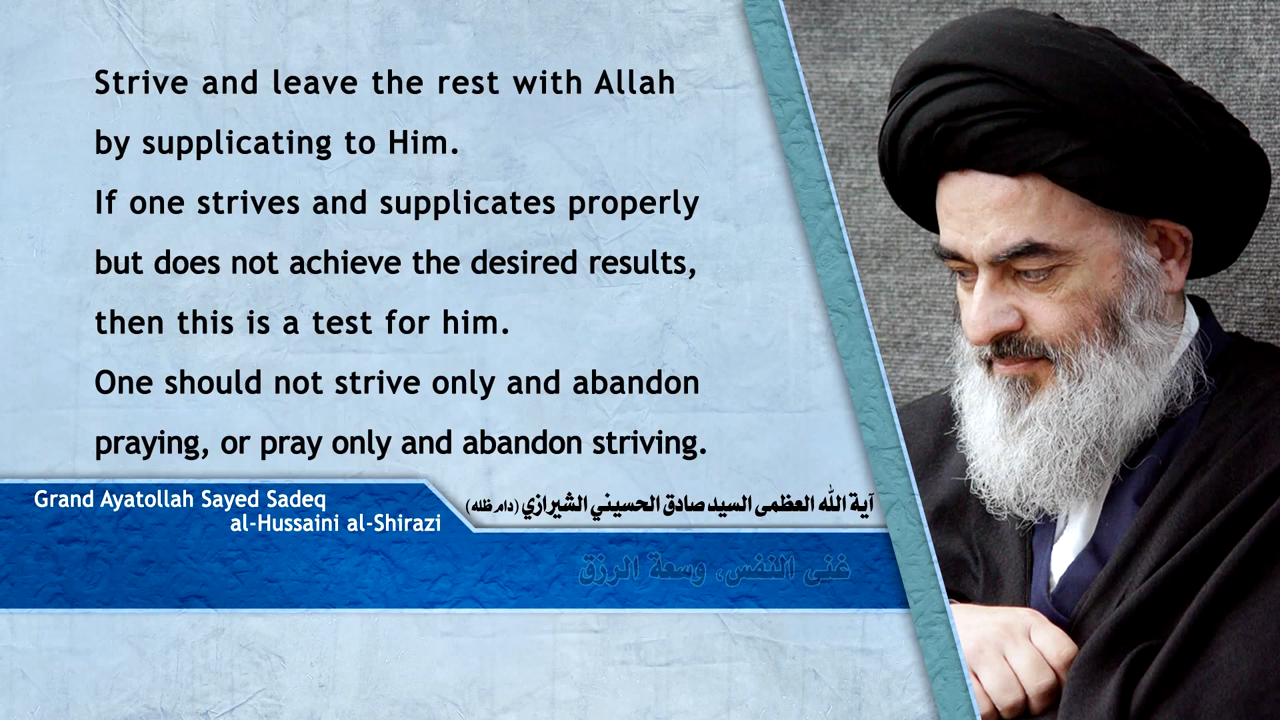 Strive and leave the rest with Allah
by supplicating to Him.
If one strives and supplicates properly
but does not achieve the desired results,
then this is a test for him.
One should not strive only and abandon
praying, or pray only and abandon striving.
Grand Ayatollah Sayed Sadeq
al-Hussaini al-Shirazi
آية الله العظمى السيد صادق الحسيني الشيرازي (دام ظله)
غنى النفس، وسعة الرزق